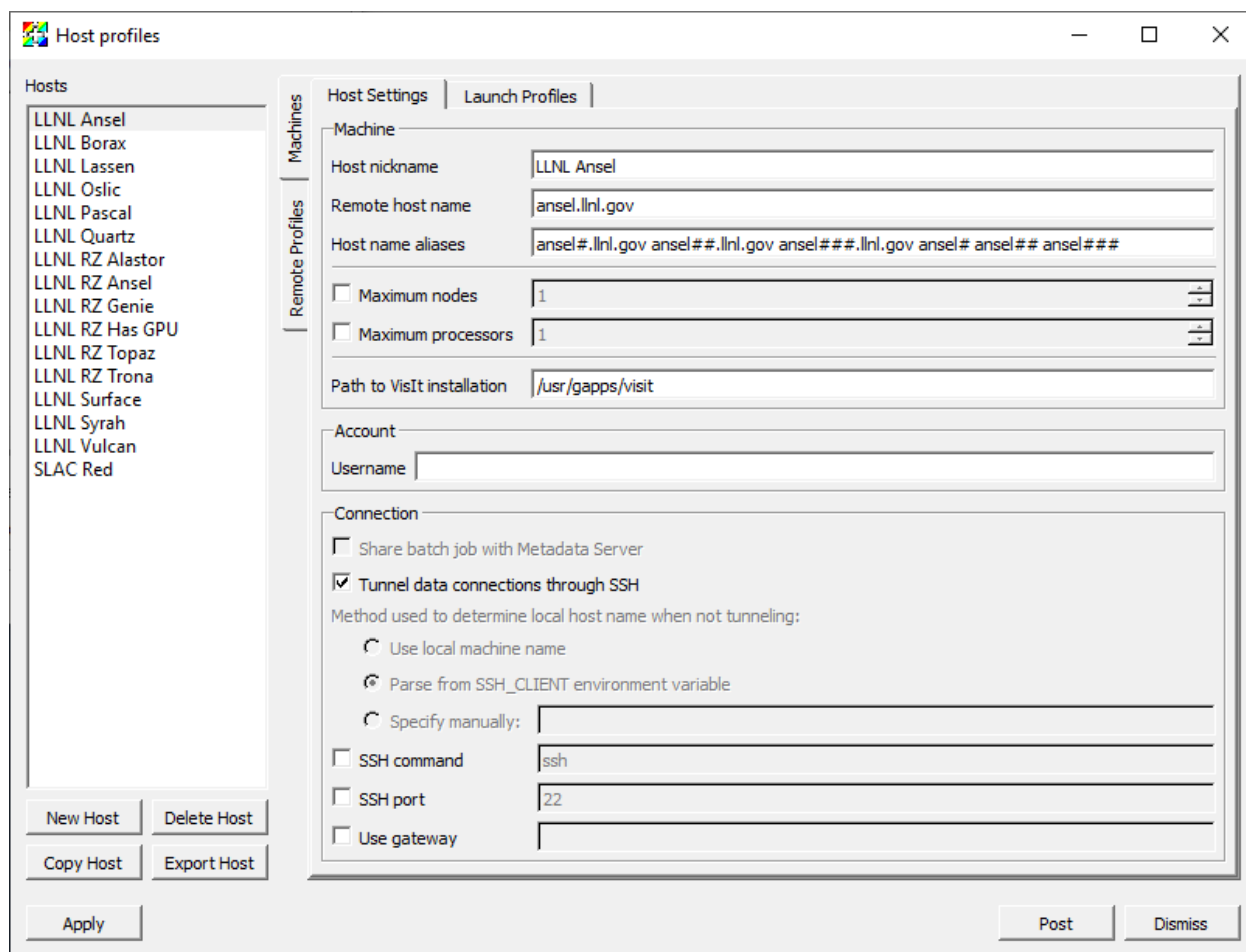 Host profiles
Hosts
LLNL Ansel
LLNL Borax
LLNL Lassen
LLNL Oslic
LLNL Pascal
LLNL Quartz
LLNL RZ Alastor
LLNL RZ Ansel
LLNL RZ Genie
LLNL RZ Has GPU
LLNL RZ Topaz
LLNL RZ Trona
LLNL Surface
LLNL Syrah
LLNL Vulcan
SLAC Red
New Host Delete Host
Copy Host Export Host
Machines
Remote Profiles
Host Settings Launch Profiles
Machine
Host nickname LLNL Ansel
Remote host name ansel.llnl.gov
Host name aliases ansel#.llnl.gov ansel##.llnl.gov ansel###.llnl.gov ansel# ansel## ansel###
Maximum nodes 1
Maximum processors 1
Path to VisIt installation /usr/gapps/visit
Account
Username
Connection
Share batch job with Metadata Server
Tunnel data connections through SSH
Method used to determine local host name when not tunneling:
Use local machine name
Parse from SSH_CLIENT environment variable
Specify manually:
SSH command ssh
SSH port 22
Use gateway
Apply Post Dismiss